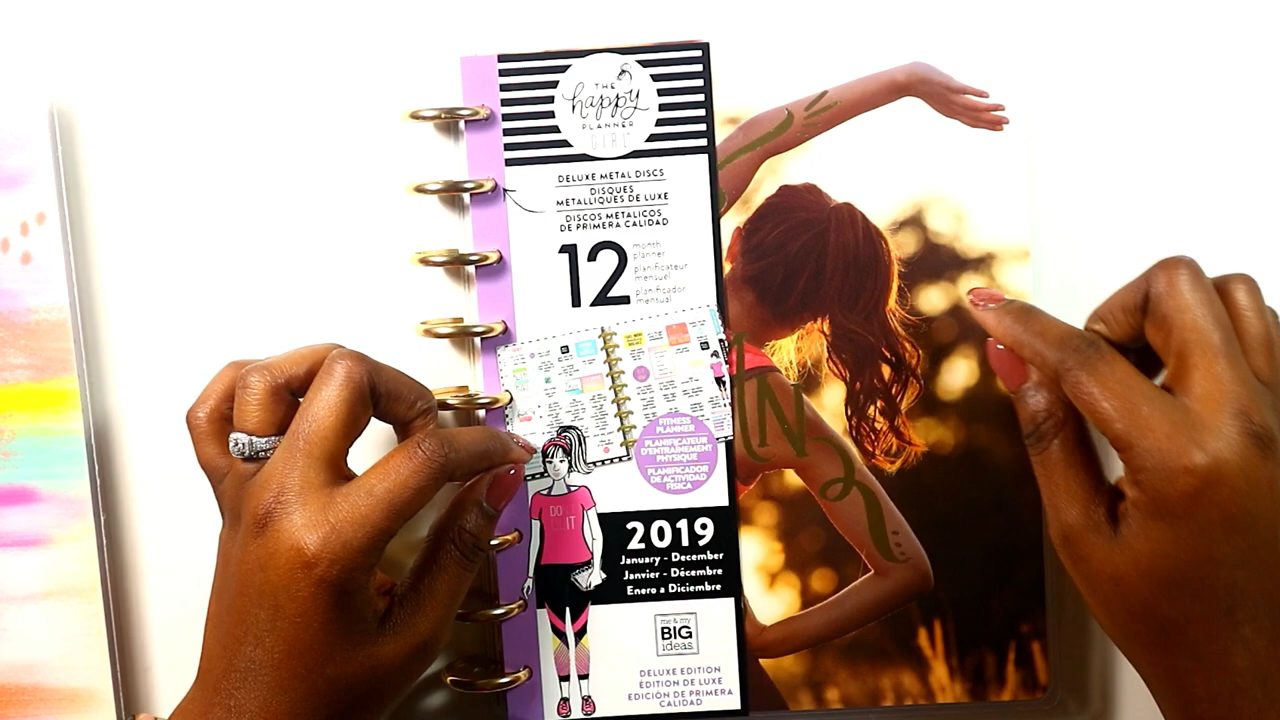 THE
happy
PLANNER
GIRL
DELUXE METAL DISCS
DISQUES
METALLIQUES DE LUXE
DISCOS METALICOS
DE PRIMERA CALIDAD
12
month
planner
planificateur
mensuel
planificador
mensual
FITNESS
PLANNER
PLANIFICATEUR
D'ENTRAÎNEMENT
PHYSIQUE
PLANIFICADOR
DE ACTIVIDAD
FÍSICA
DO
IT
2019
January - December
Janvier - Décembre
Enero a Diciembre
me & my
BIG
ideas
DELUXE EDITION
ÉDITION DE LUXE
EDICIÓN DE PRIMERA
CALIDAD